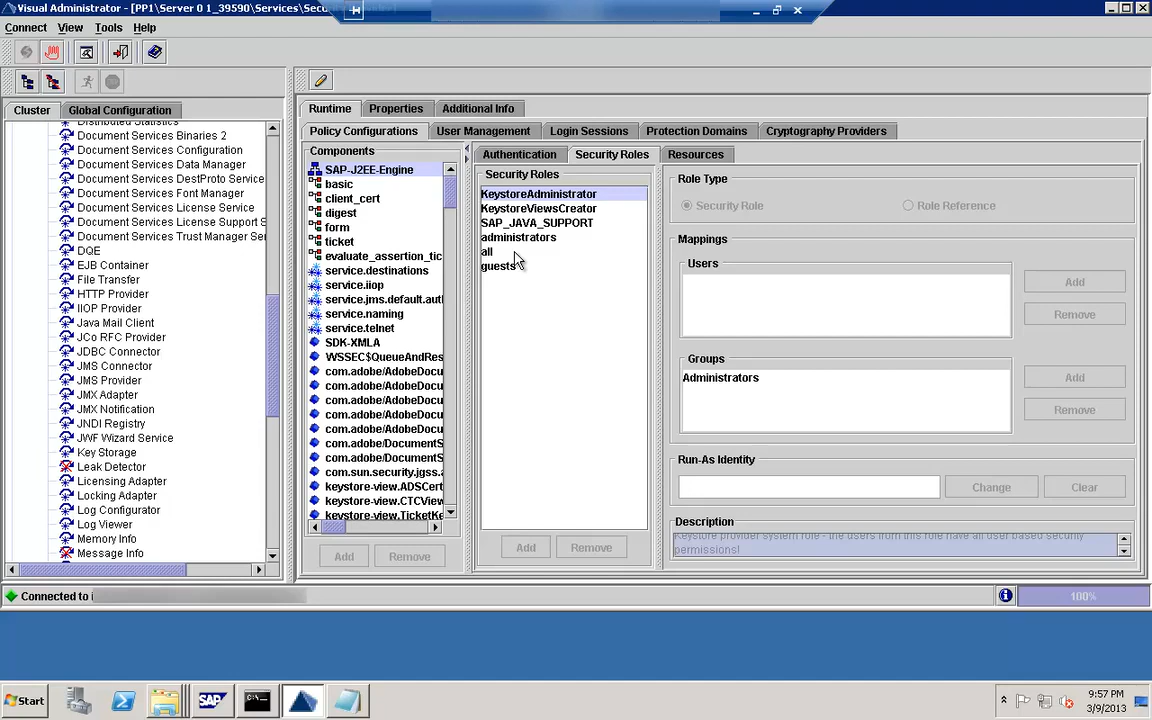 Visual Administrator - [PP1\Server 0 1_39590\Services\Secu
Connect View Tools Help
Cluster Global Configuration
Distributed Statistics
Document Services Binaries 2
Document Services Configuration
Document Services Data Manager
Document Services DestProto Service
Document Services Font Manager
Document Services License Service
Document Services License Support S
Document Services Trust Manager Ser
DQE
EJB Container
File Transfer
HTTP Provider
IIOP Provider
Java Mail Client
JCo RFC Provider
JDBC Connector
JMS Connector
JMS Provider
JMX Adapter
JMX Notification
JNDI Registry
JWF Wizard Service
Key Storage
Leak Detector
Licensing Adapter
Locking Adapter
Log Configurator
Log Viewer
Memory Info
Message Info
Runtime Properties Additional Info
Policy Configurations User Management Login Sessions Protection Domains Cryptography Providers
Components
SAP-J2EE-Engine
basic
client_cert
digest
form
ticket
evaluate_assertion_tic
service.destinations
service.iiop
service.jms.default.aut
service.naming
service.telnet
SDK-XMLA
WSSEC$QueueAndRes
com.adobe/AdobeDocu
com.adobe/AdobeDocu
com.adobe/AdobeDocu
com.adobe/AdobeDocu
com.adobe/AdobeDocu
com.adobe/DocumentS
com.adobe/DocumentS
com.sun.security.jgss.a
keystore-view.ADSCert
keystore-view.CTCView
keystore-view.TicketKe
Add Remove
Authentication Security Roles Resources
Security Roles
KeystoreAdministrator
KeystoreViewsCreator
SAP_JAVA_SUPPORT
administrators
all
guests
Add Remove
Role Type
Security Role Role Reference
Mappings
Users
Add
Remove
Groups
Administrators
Add
Remove
Run-As Identity
Change Clear
Description
Keystore provider system role - the users from this role have all user based security
permissions!
Connected to
100%
Start
SAP
9:57 PM
3/9/2013